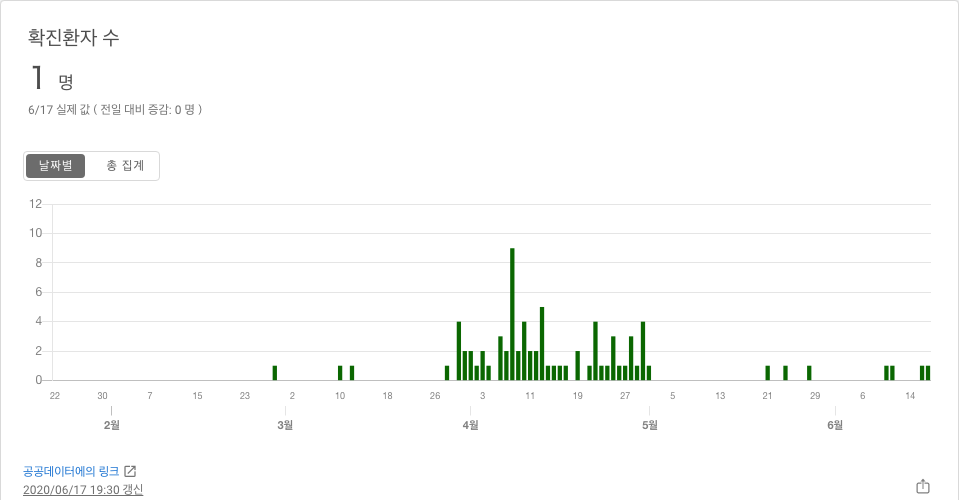 확진환자 수
1 명
6/17 실제 값 ( 전일 대비 증감: 0 명 )
날짜별 총 집계
12
10
8
6
4
2
0
22 30 7 15 23 2 10 18 26 3 11 19 27 5 13 21 29 6 14
2월 3월 4월 5월 6월
공공데이터에의 링크
2020/06/17 19:30 갱신